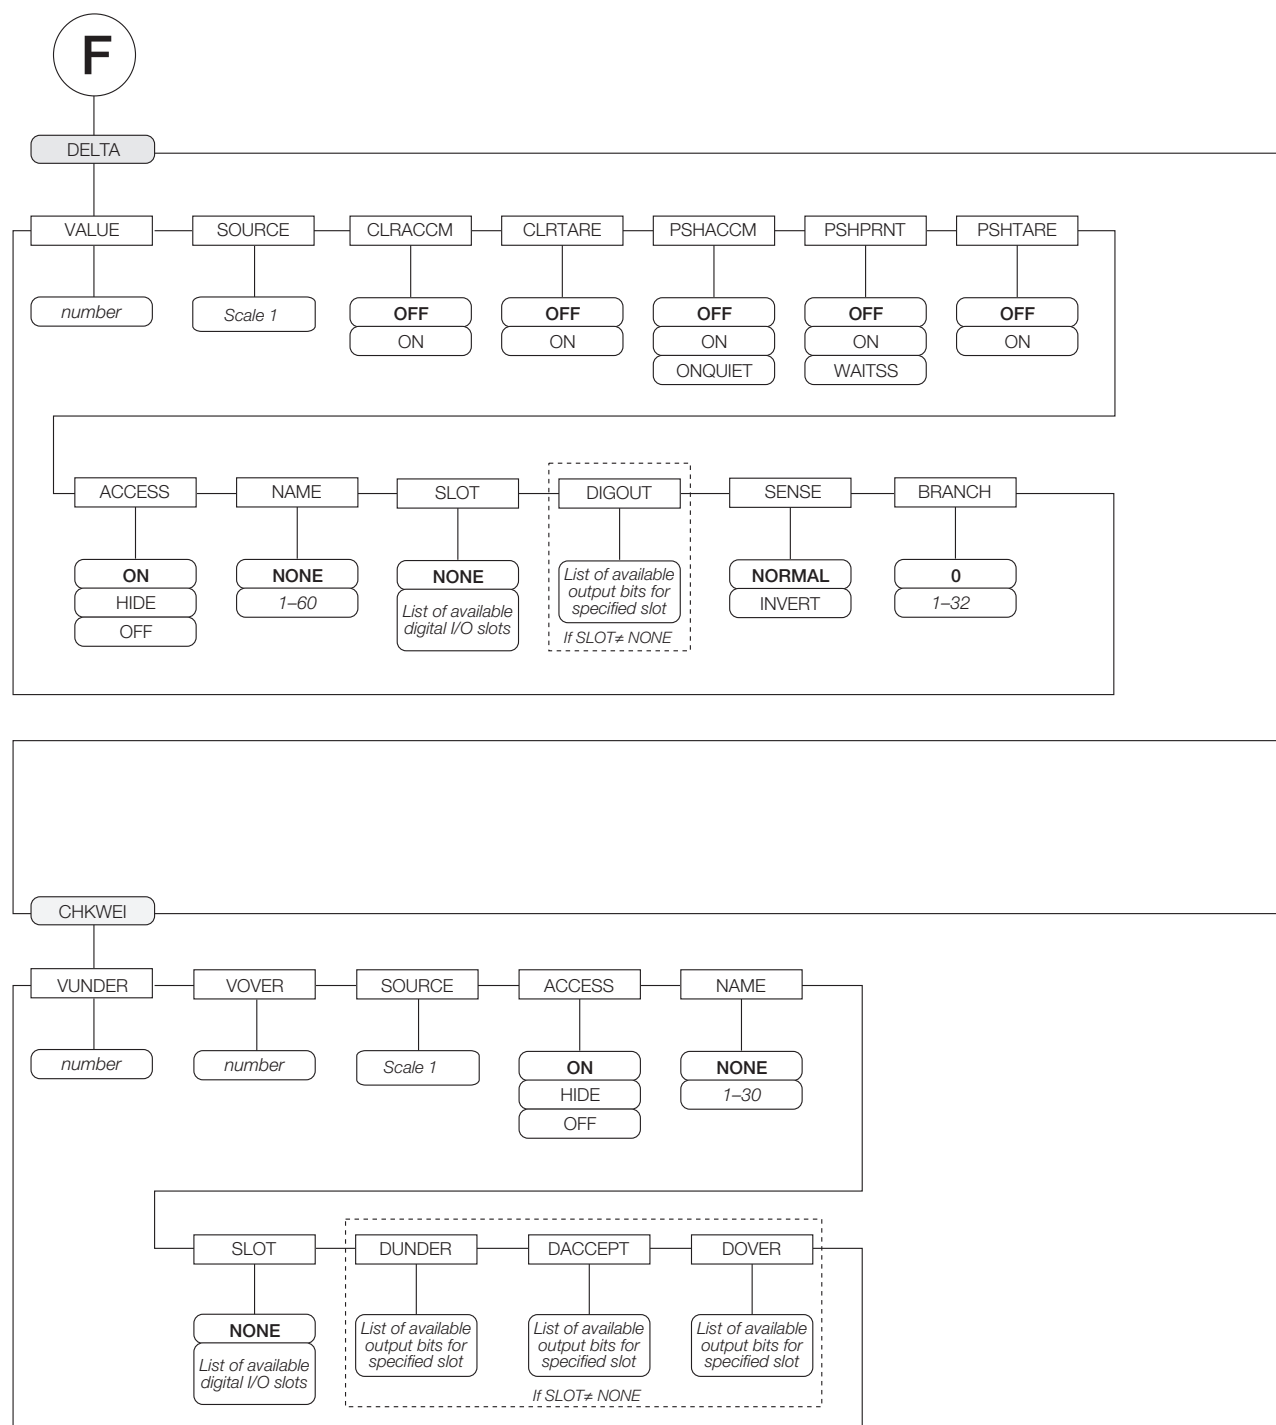 F
DELTA
VALUE SOURCE CLRACCM CLRTARE PSHACCM PSHPRNT PSHTARE
number Scale 1 OFF OFF OFF OFF OFF
ON ON ON ON ON
ONQUIET WAITSS
ACCESS NAME SLOT DIGOUT SENSE BRANCH
ON NONE NONE List of available output bits for specified slot NORMAL 0
HIDE 1–60 List of available digital I/O slots INVERT 1–32
OFF If SLOT≠ NONE
CHKWEI
VUNDER VOVER SOURCE ACCESS NAME
number number Scale 1 ON NONE
HIDE 1–30
OFF
SLOT DUNDER DACCEPT DOVER
NONE List of available List of available List of available
output bits for output bits for output bits for
specified slot specified slot specified slot
List of available
digital I/O slots
If SLOT≠ NONE